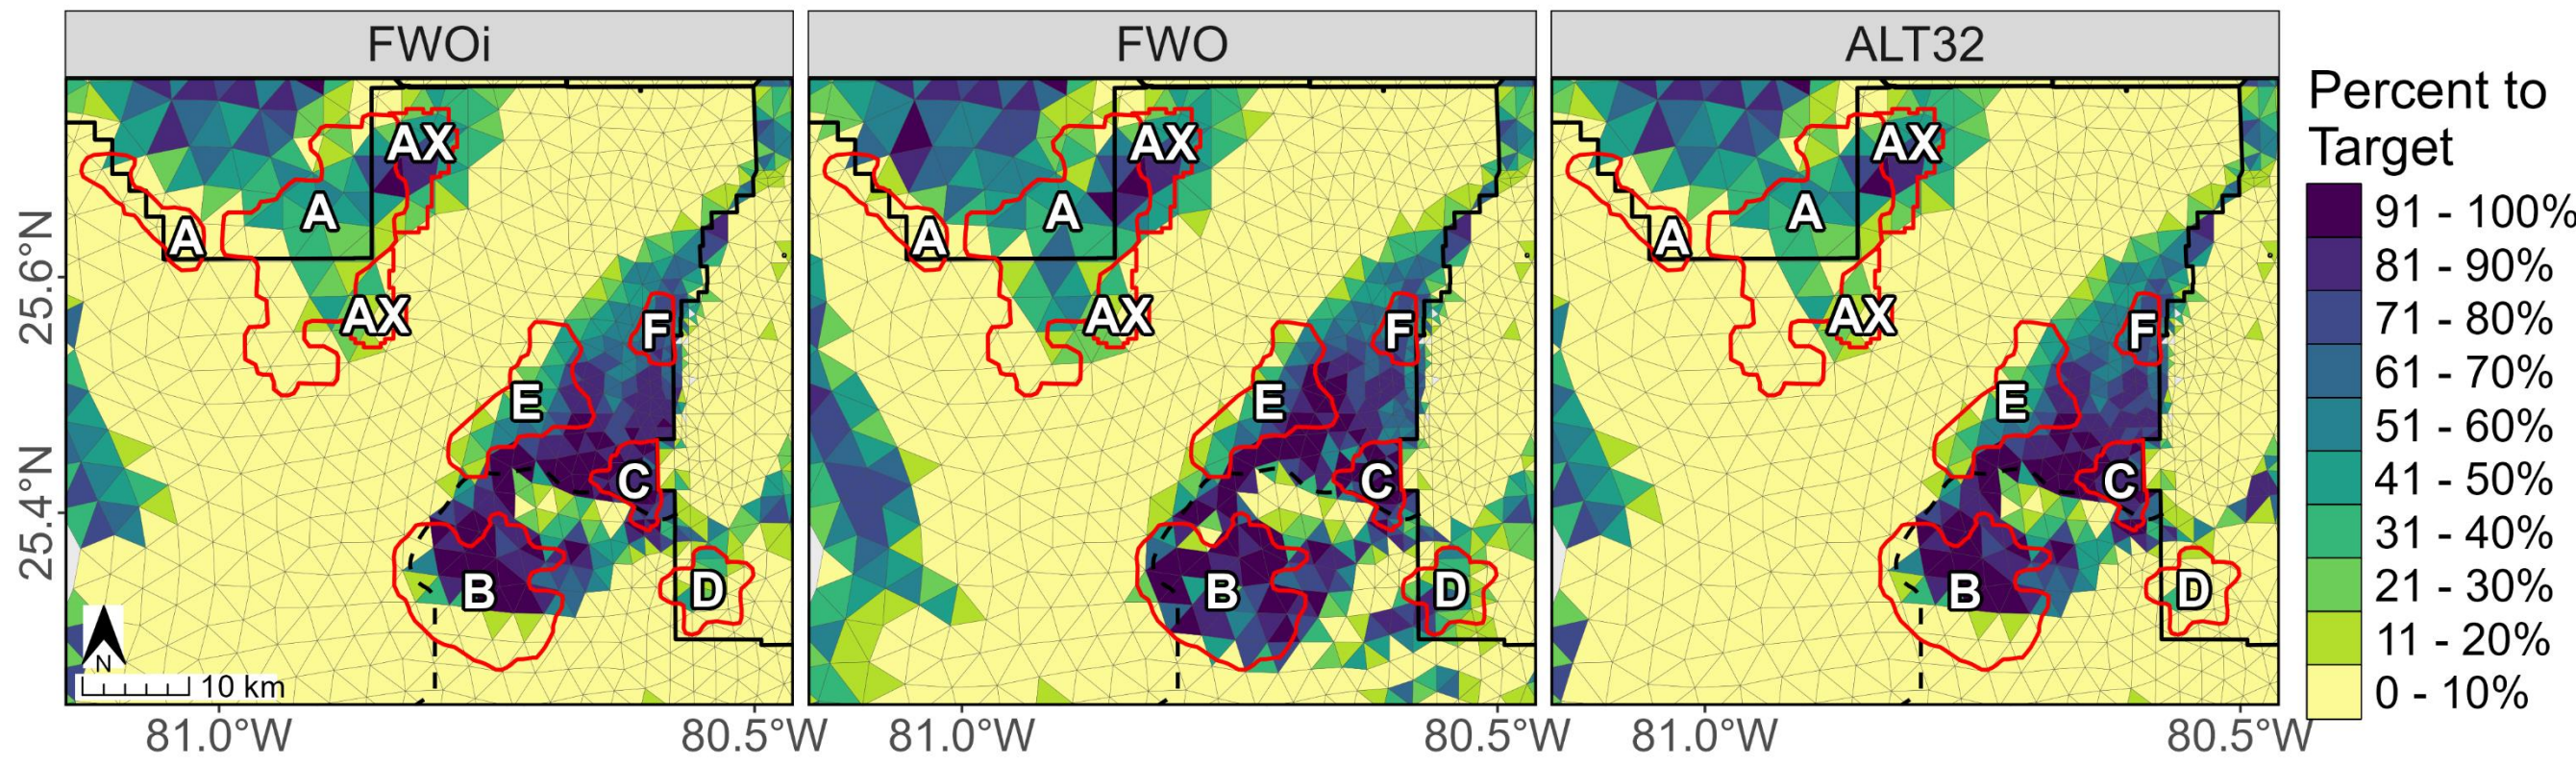 FWOi
FWO
ALT32
AX
A
A
AX
F
E
C
B
D
AX
A
A
AX
F
E
C
B
D
AX
A
A
AX
F
E
C
B
D
25.6°N
25.4°N
N
10 km
81.0°W
80.5°W
81.0°W
80.5°W
81.0°W
80.5°W
Percent to
Target
91 - 100%
81 - 90%
71 - 80%
61 - 70%
51 - 60%
41 - 50%
31 - 40%
21 - 30%
11 - 20%
0 - 10%